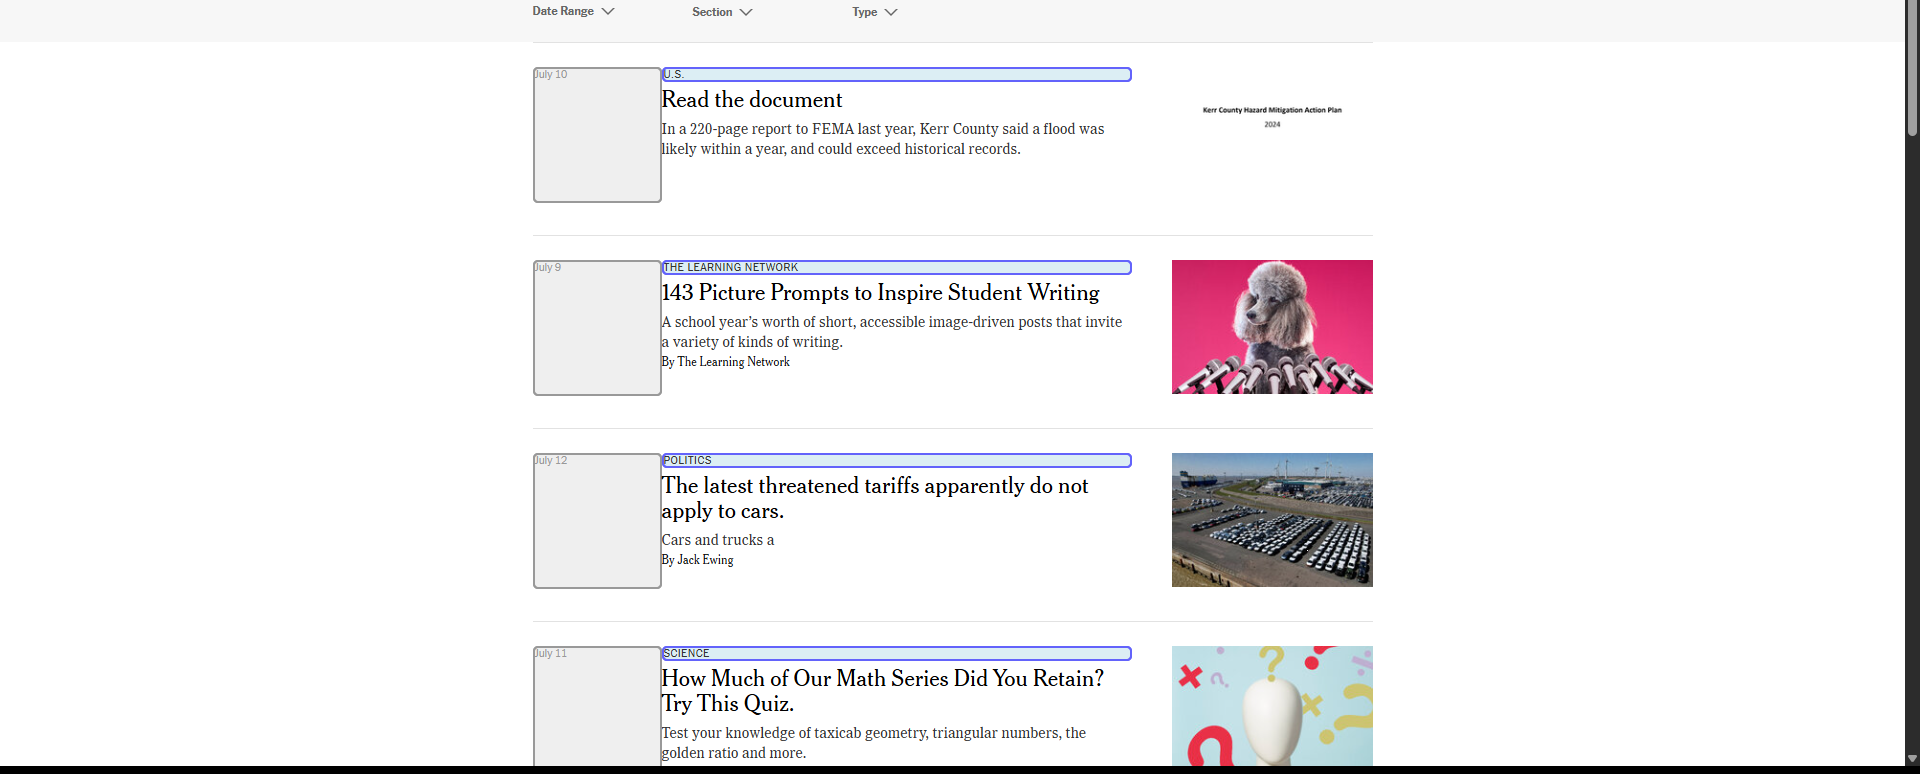 Date Range
Section
Type
July 10
U.S.
Read the document
In a 220-page report to FEMA last year, Kerr County said a flood was
likely within a year, and could exceed historical records.
Kerr County Hazard Mitigation Action Plan
2024
July 9
THE LEARNING NETWORK
143 Picture Prompts to Inspire Student Writing
A school year’s worth of short, accessible image-driven posts that invite
a variety of kinds of writing.
By The Learning Network
July 12
POLITICS
The latest threatened tariffs apparently do not
apply to cars.
Cars and trucks a
By Jack Ewing
July 11
SCIENCE
How Much of Our Math Series Did You Retain?
Try This Quiz.
Test your knowledge of taxicab geometry, triangular numbers, the
golden ratio and more.